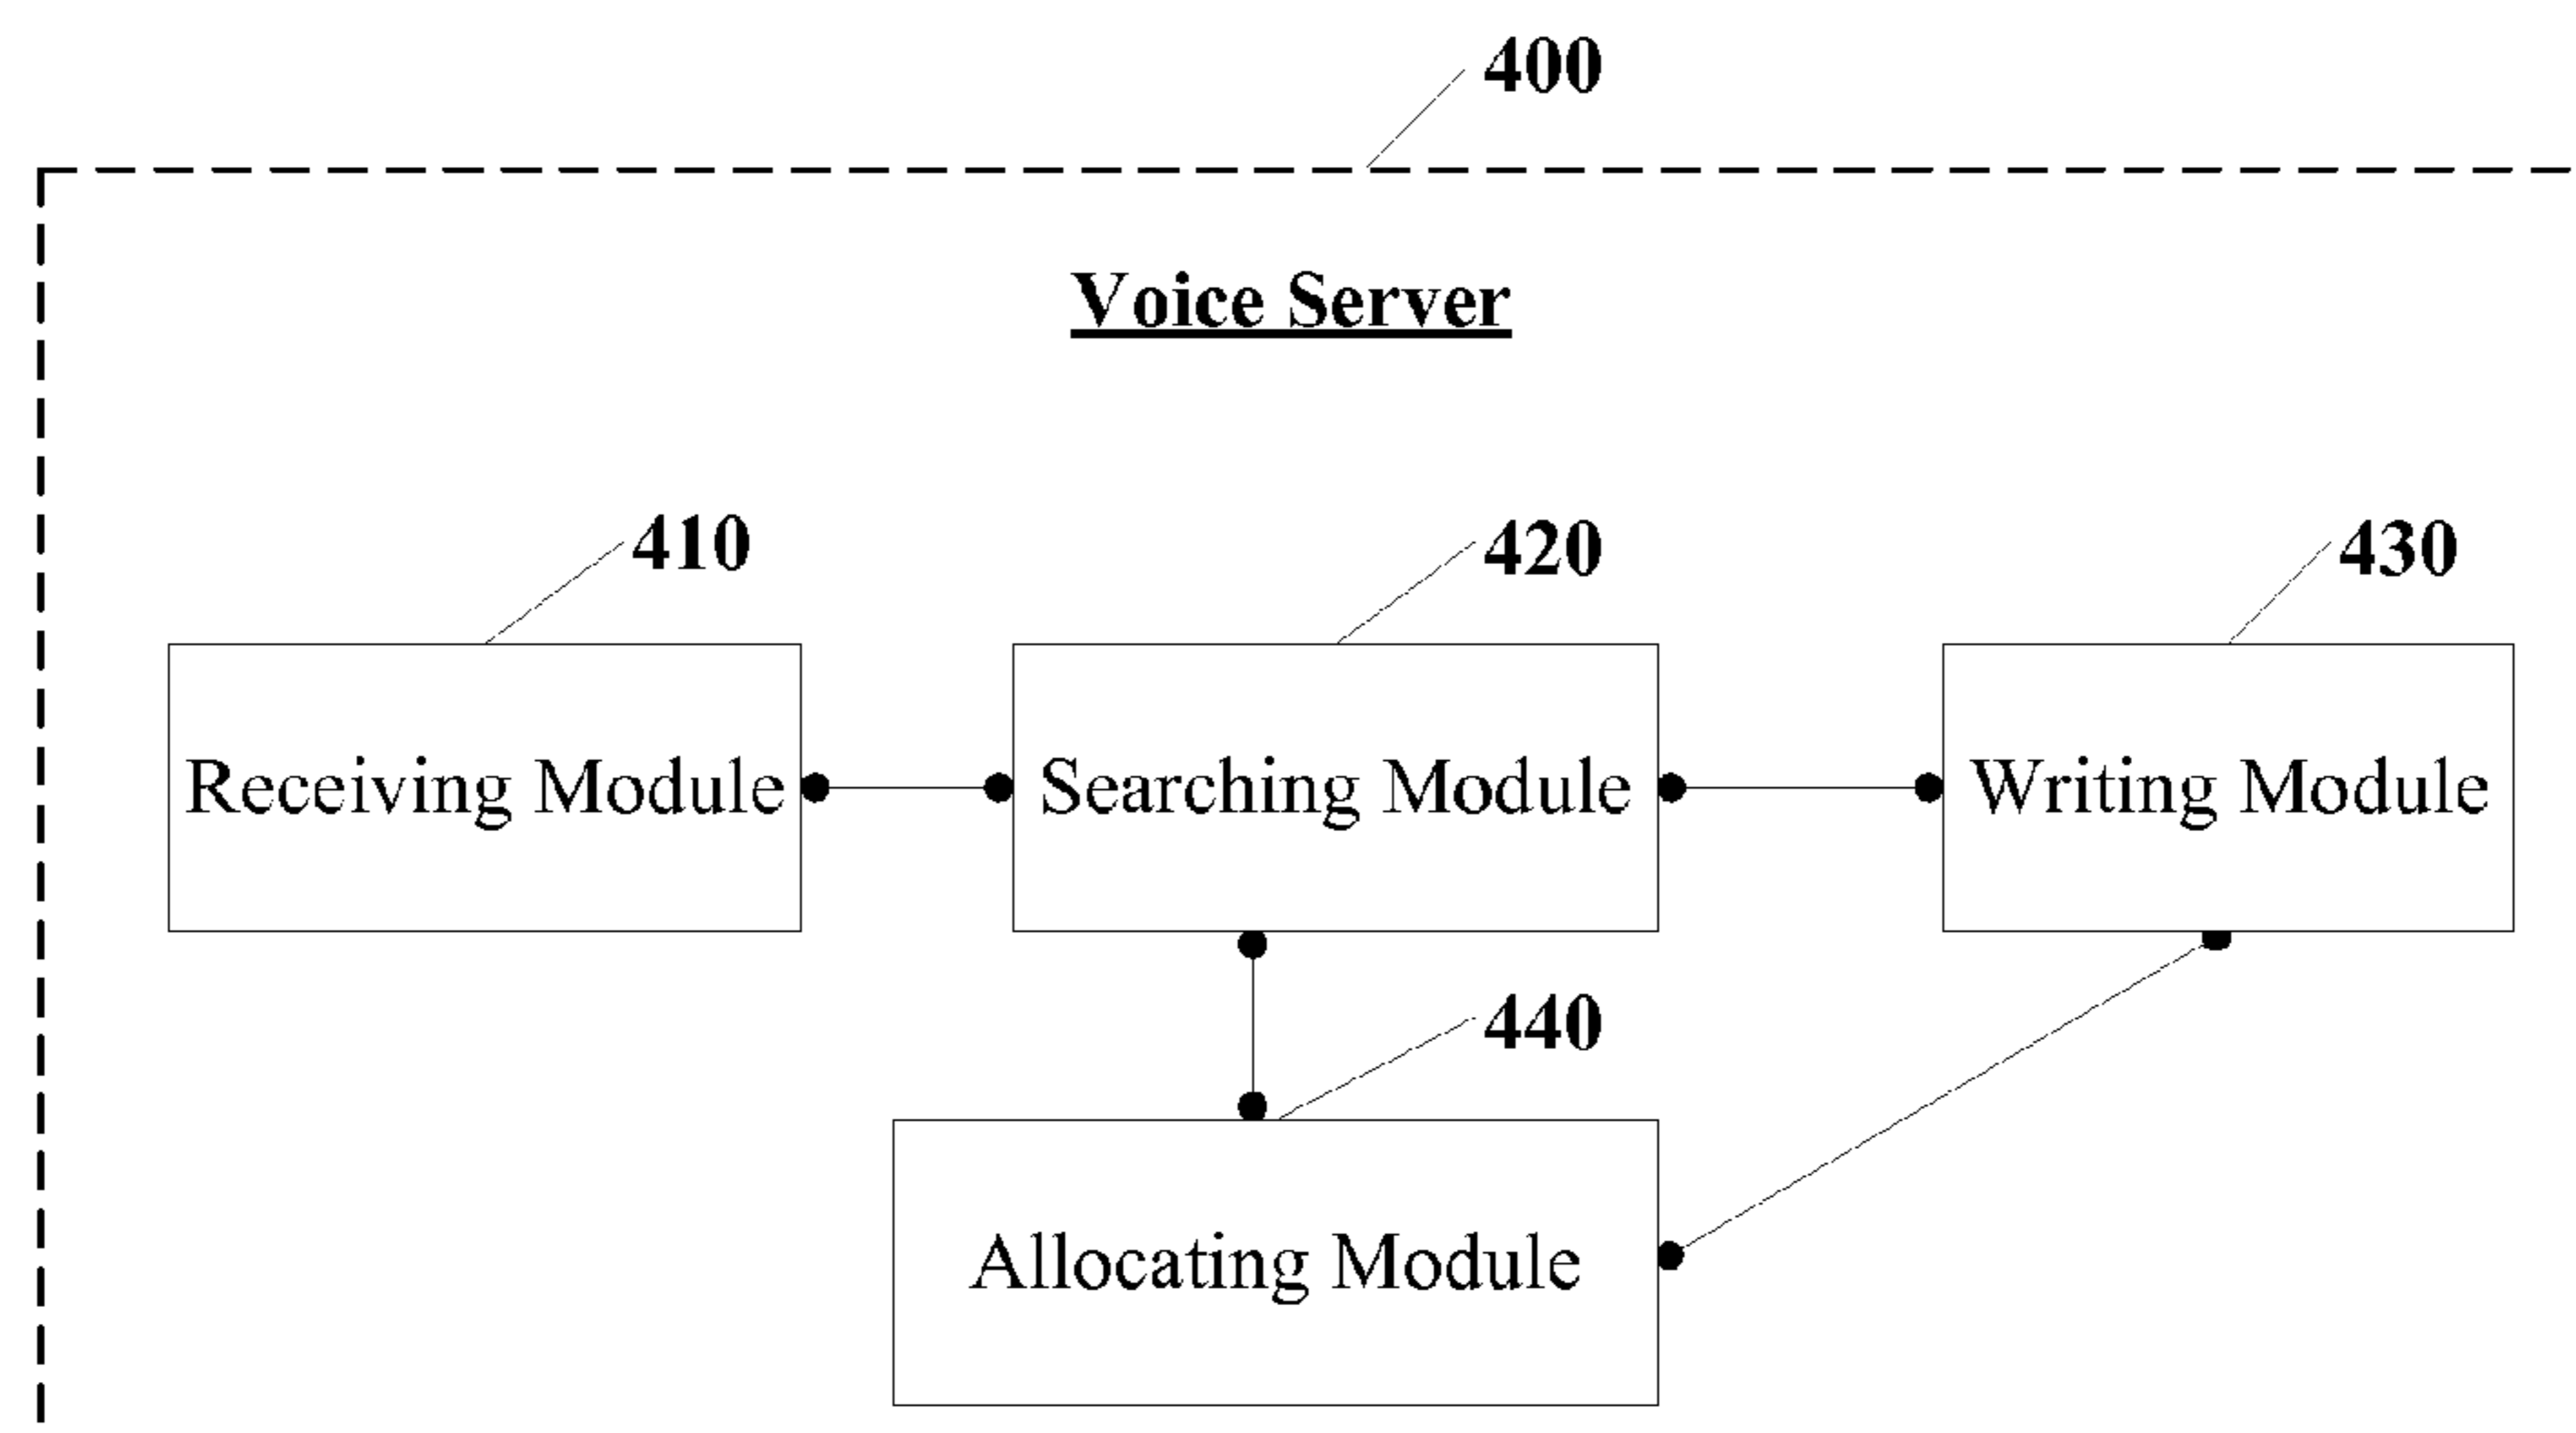 400
Voice Server
410
420
430
Receiving Module
Searching Module
Writing Module
440
Allocating Module